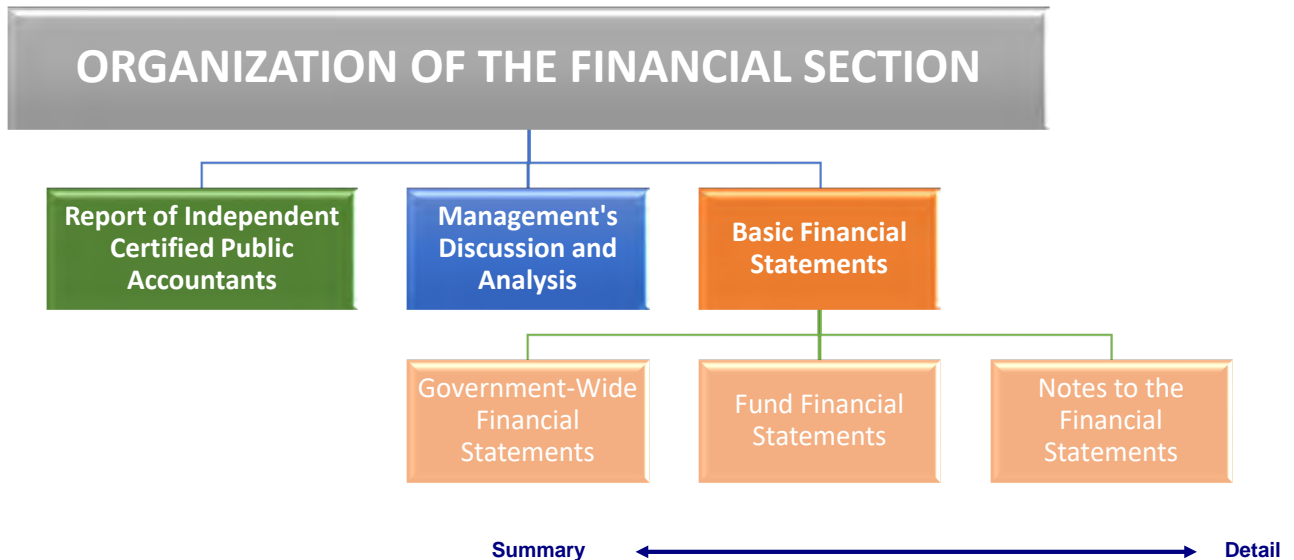 ORGANIZATION OF THE FINANCIAL SECTION
Report of Independent
Certified Public
Accountants
Management's
Discussion and
Analysis
Basic Financial
Statements
Government-Wide
Financial
Statements
Fund Financial
Statements
Notes to the
Financial
Statements
Summary
Detail